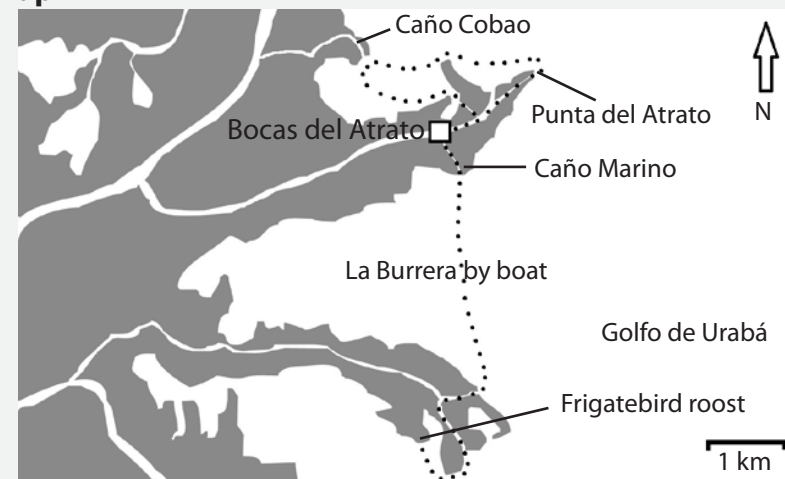 Caño Cobao
N
Punta del Atrato
Bocas del Atrato
Caño Marino
La Burrera by boat
Golfo de Urabá
Frigatebird roost
1 km